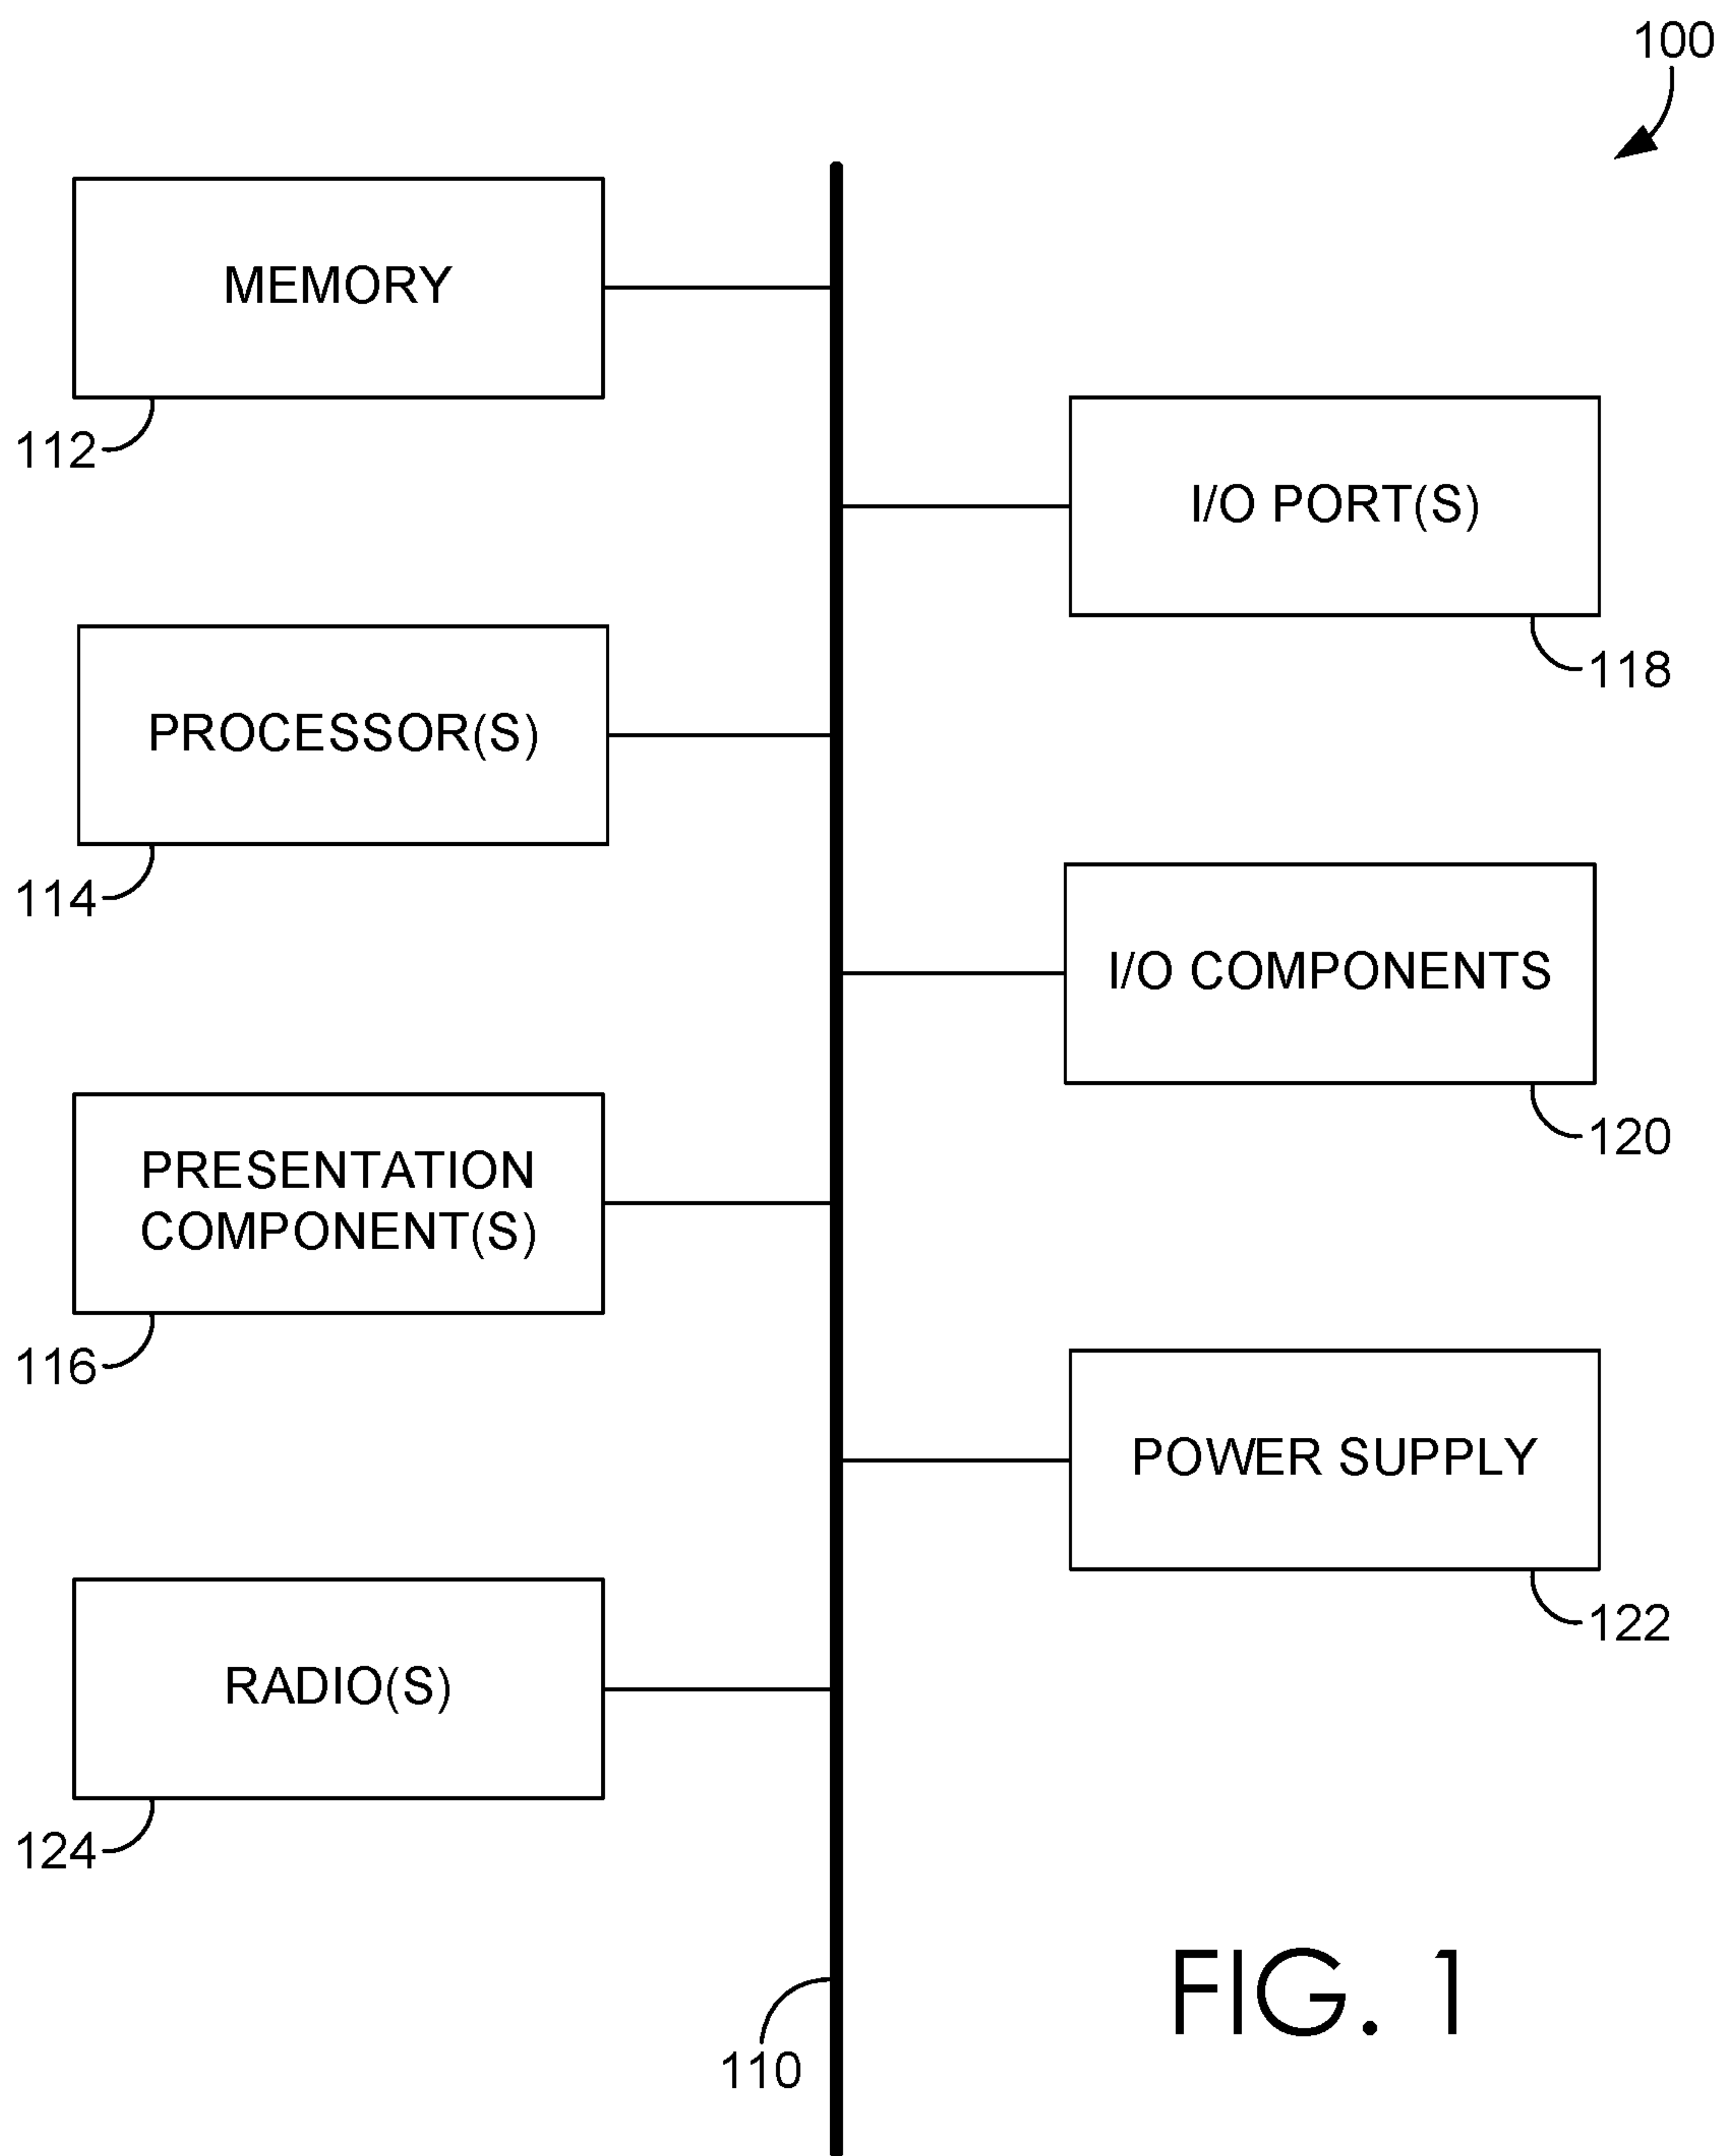 100
MEMORY
112
I/O PORT(S)
118
PROCESSOR(S)
114
I/O COMPONENTS
120
PRESENTATION
COMPONENT(S)
116
POWER SUPPLY
122
RADIO(S)
124
110
FIG. 1